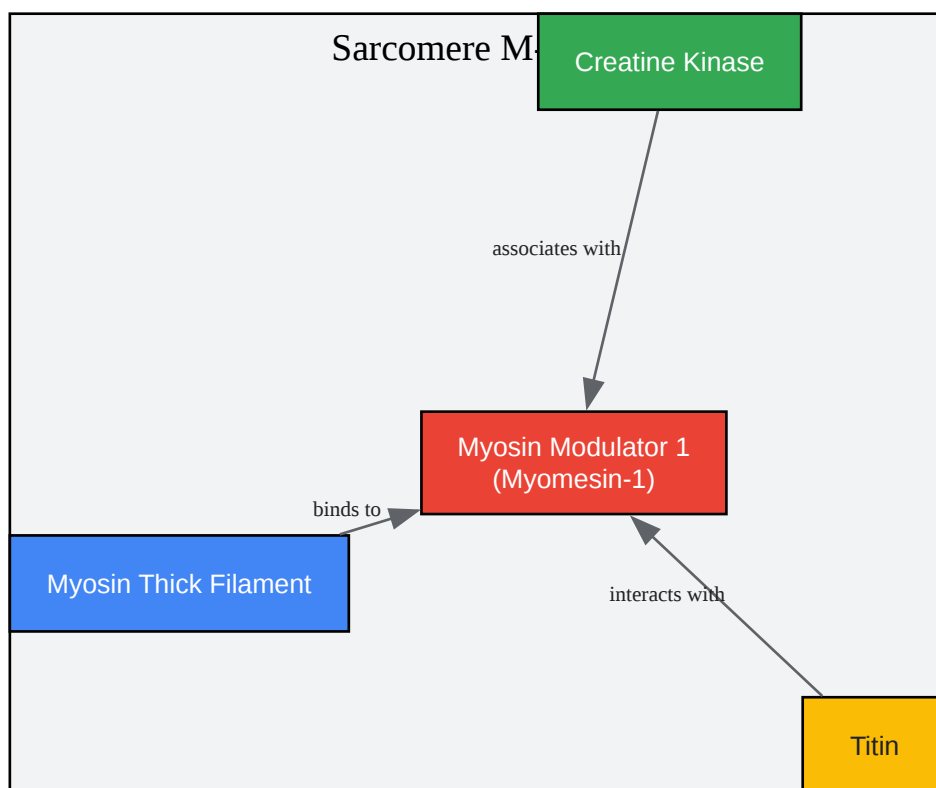 Sarcomere M-
Creatine Kinase
associates with
Myosin Modulator 1
(Myomesin-1)
binds to
Myosin Thick Filament
interacts with
Titin